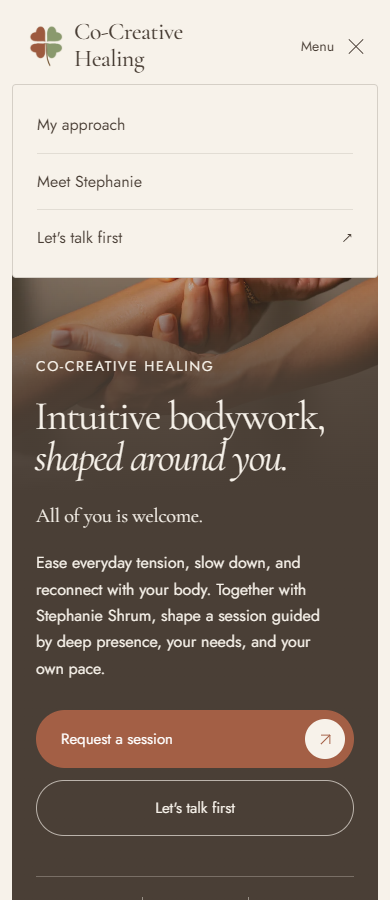 Co-Creative
Healing
Menu
My approach
Meet Stephanie
Let's talk first
CO-CREATIVE HEALING
Intuitive bodywork,
shaped around you.
All of you is welcome.
Ease everyday tension, slow down, and
reconnect with your body. Together with
Stephanie Shrum, shape a session guided
by deep presence, your needs, and your
own pace.
Request a session
Let's talk first